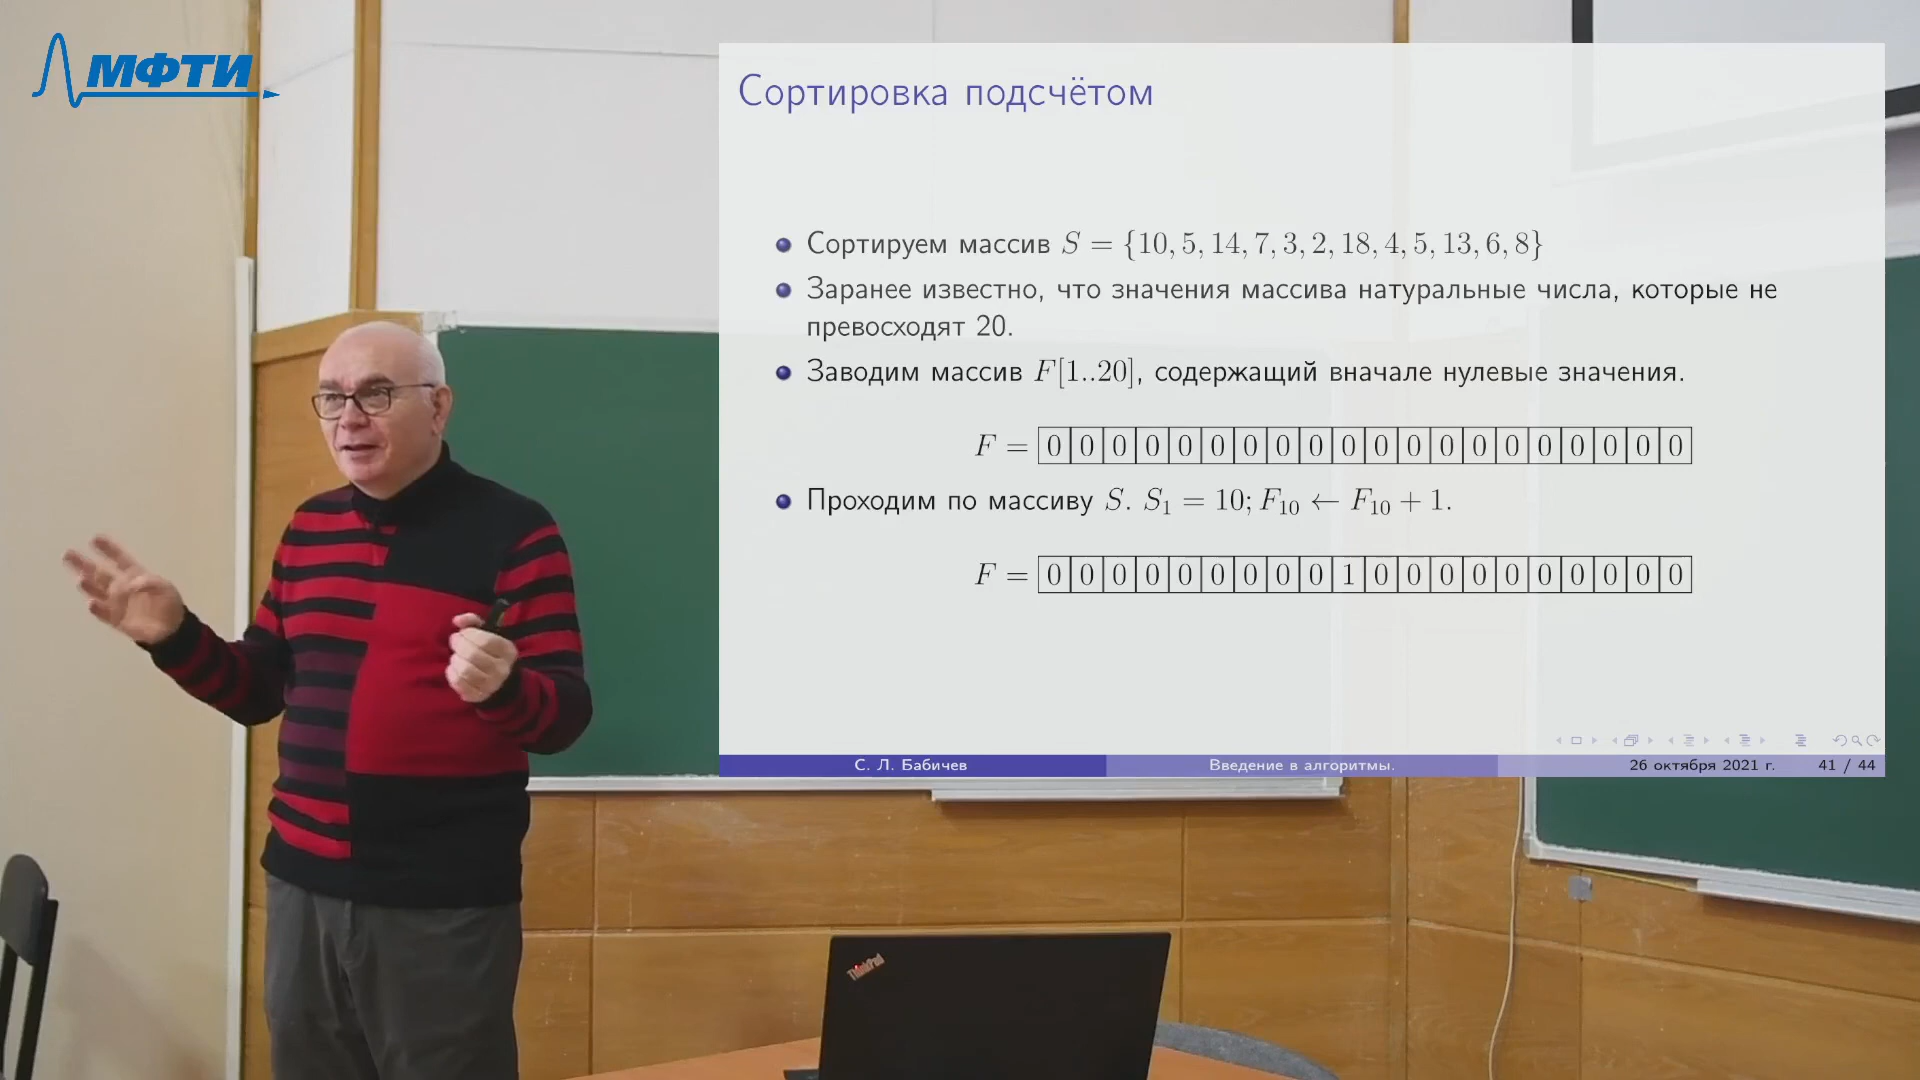 МФТИ
Сортировка подсчётом
Сортируем массив S = {10, 5, 14, 7, 3, 2, 18, 4, 5, 13, 6, 8}
Заранее известно, что значения массива натуральные числа, которые не
превосходят 20.
Заводим массив F[1..20], содержащий вначале нулевые значения.
F = 0 0 0 0 0 0 0 0 0 0 0 0 0 0 0 0 0 0 0 0
Проходим по массиву S. S₁ = 10; F₁₀ ← F₁₀ + 1.
F = 0 0 0 0 0 0 0 0 0 1 0 0 0 0 0 0 0 0 0 0
С. Л. Бабичев Введение в алгоритмы. 26 октября 2021 г. 41 / 44
ThinkPad